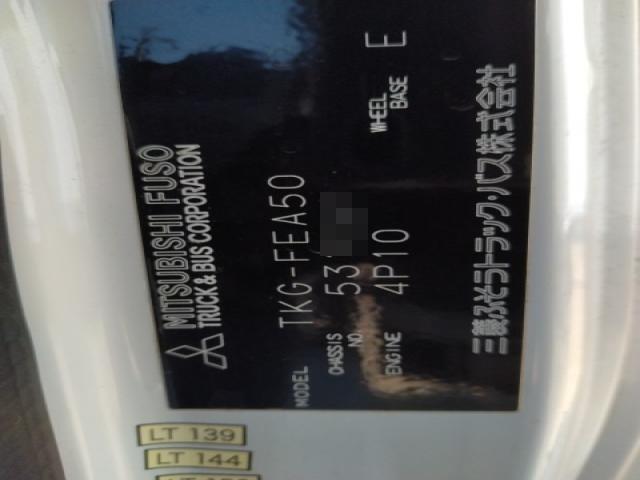 MITSUBISHI FUSO
TRUCK & BUS CORPORATION
MODEL TKG-FEA50
CHASSIS NO. 53
ENGINE 4P10 WHEEL BASE E
三菱ふそうトラック・バス株式会社
LT 139
LT 144
LT